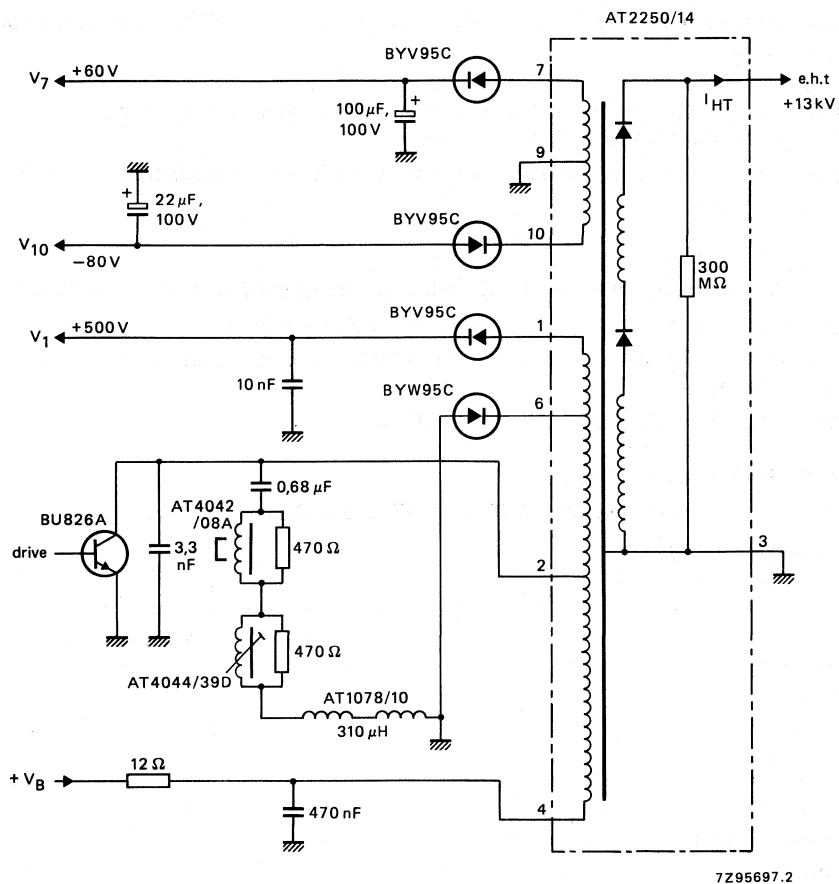 AT2250/14
BYV95C
V7
+60 V
7
e.h.t
+13 kV
IHT
100 µF,
100 V
+
9
+
22 µF,
100 V
BYV95C
V10
−80 V
10
300
MΩ
BYV95C
V1
+500 V
1
10 nF
BYW95C
6
0,68 µF
AT4042
/08A
BU826A
drive
3,3
nF
470 Ω
3
2
470 Ω
AT4044/39D
AT1078/10
310 µH
+ VB
12 Ω
470 nF
4
7Z95697.2